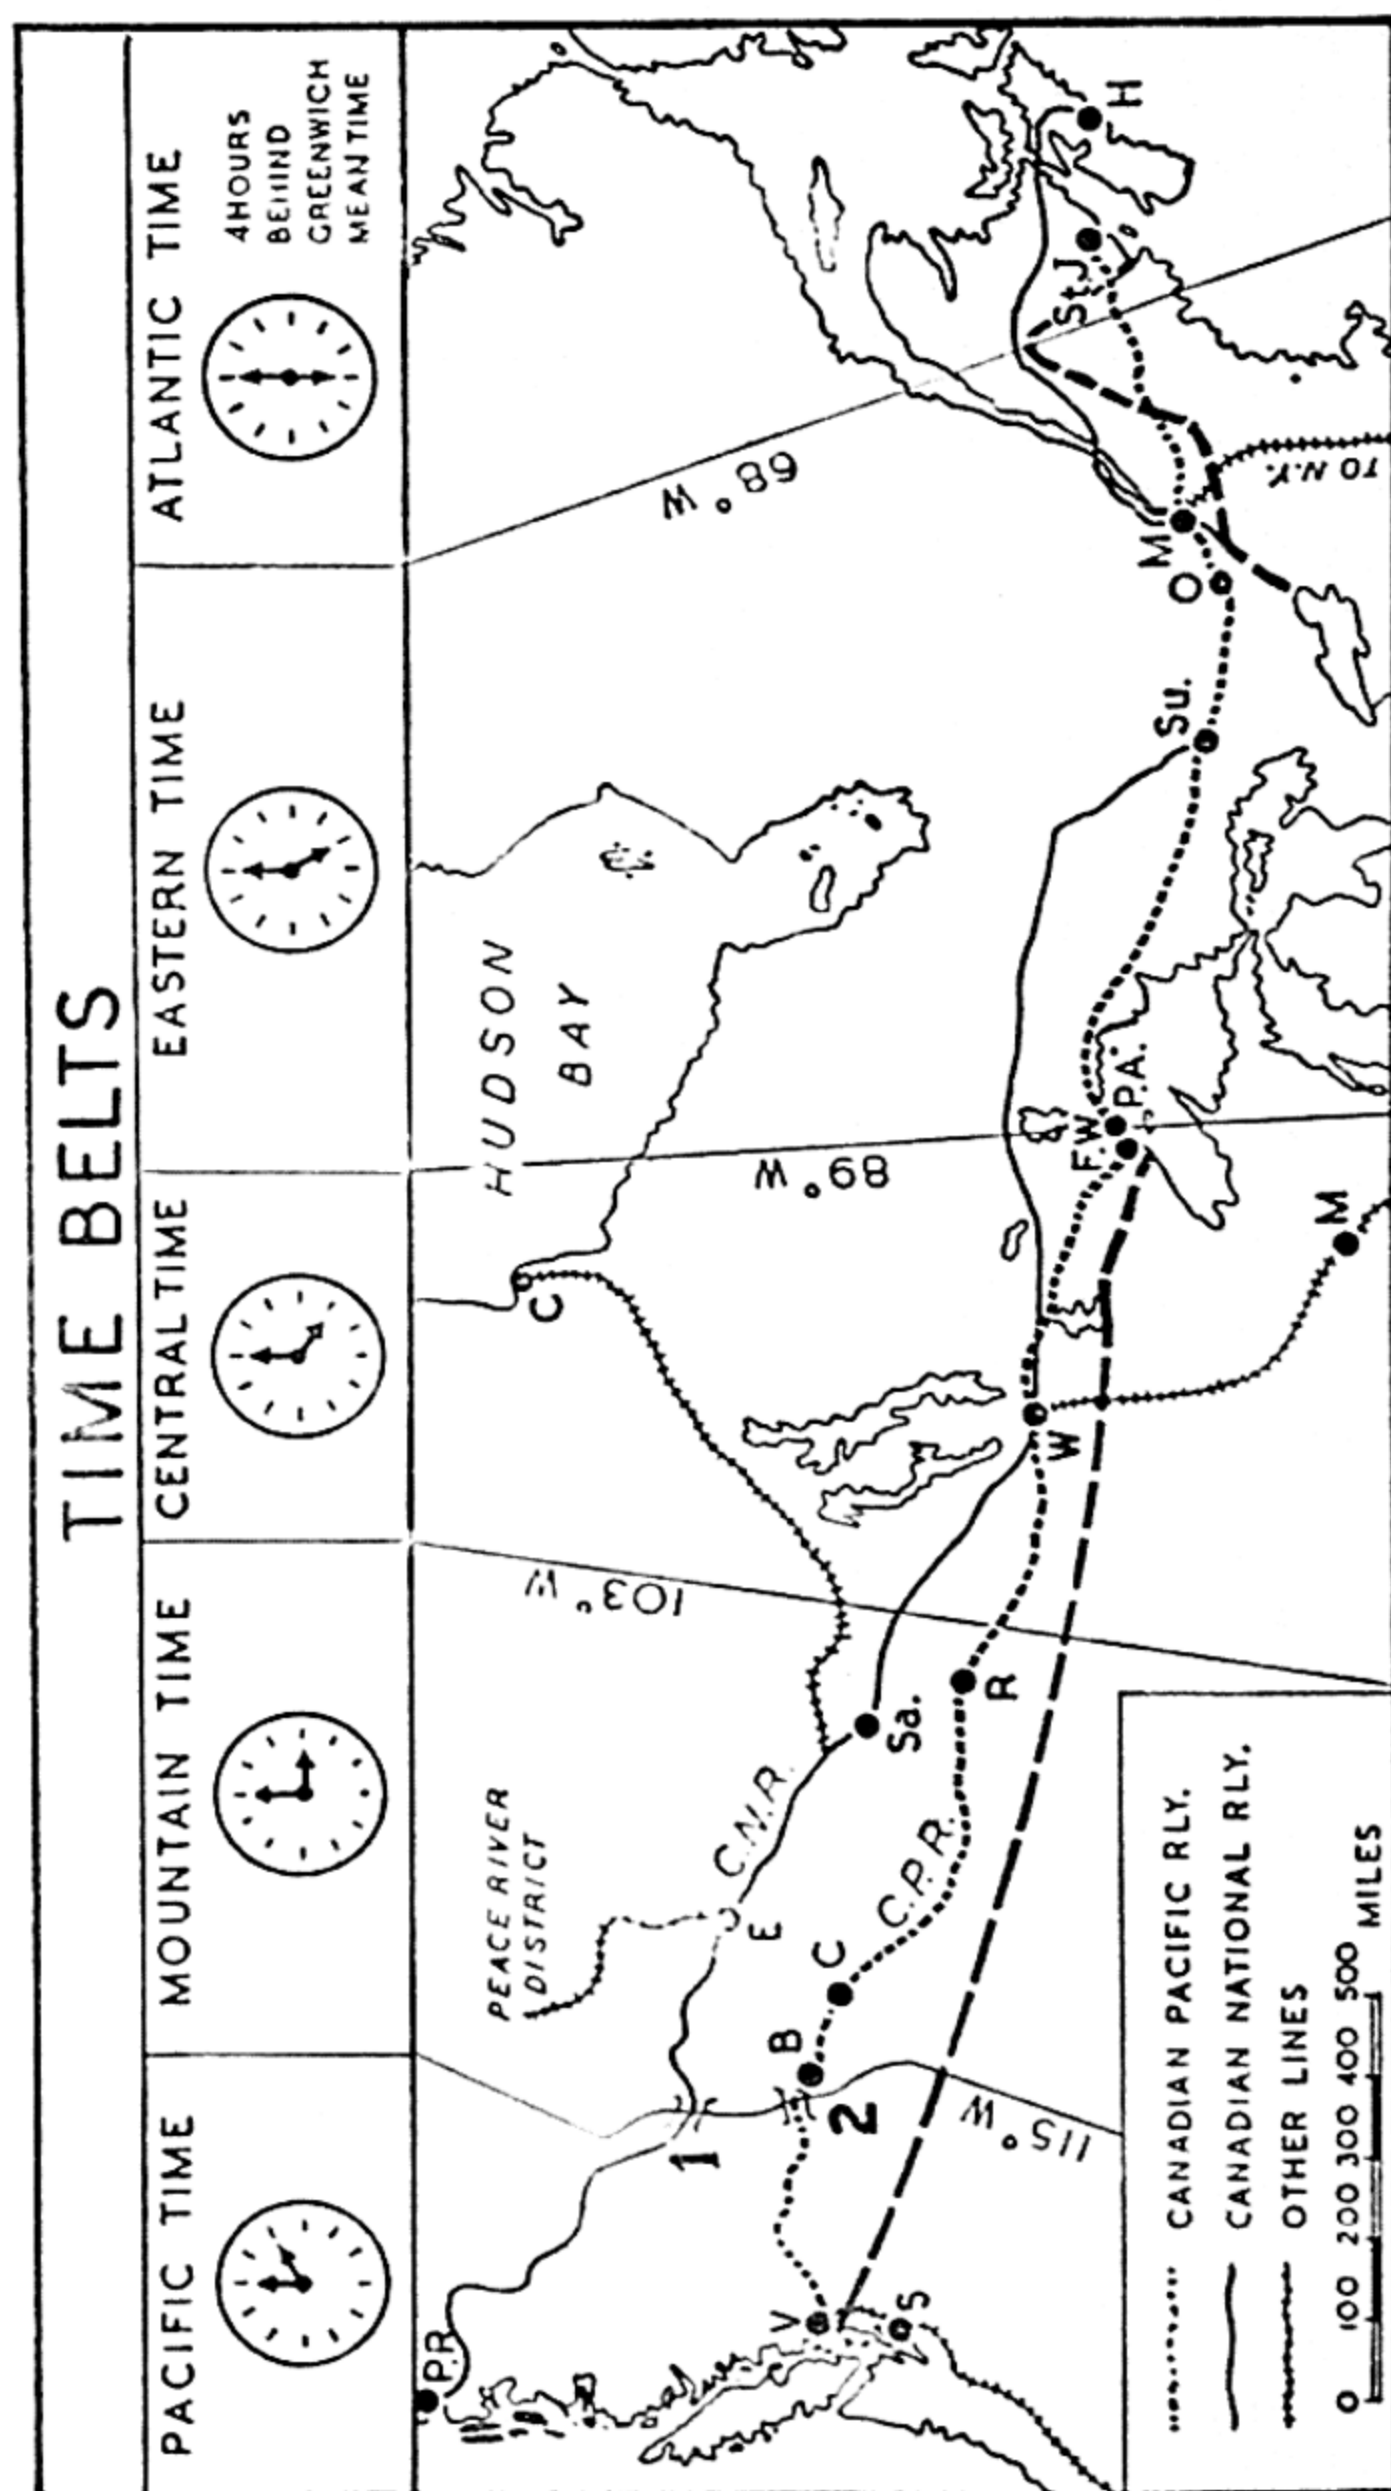 TIME BELTS
PACIFIC TIME
MOUNTAIN TIME
CENTRAL TIME
EASTERN TIME
ATLANTIC TIME
4 HOURS
BEHIND
GREENWICH
MEAN TIME
P.R.
PEACE RIVER
DISTRICT
HUDSON
BAY
C
E
C.N.R.
1
2
B
C
C.P.R.
Sa.
R
V
S
W
M
F.W.
P.A.
Su.
O
M
St.J
H
115° W
103° W
89° W
68° W
TO N.Y.
CANADIAN PACIFIC RLY.
CANADIAN NATIONAL RLY.
OTHER LINES
0 100 200 300 400 500
MILES